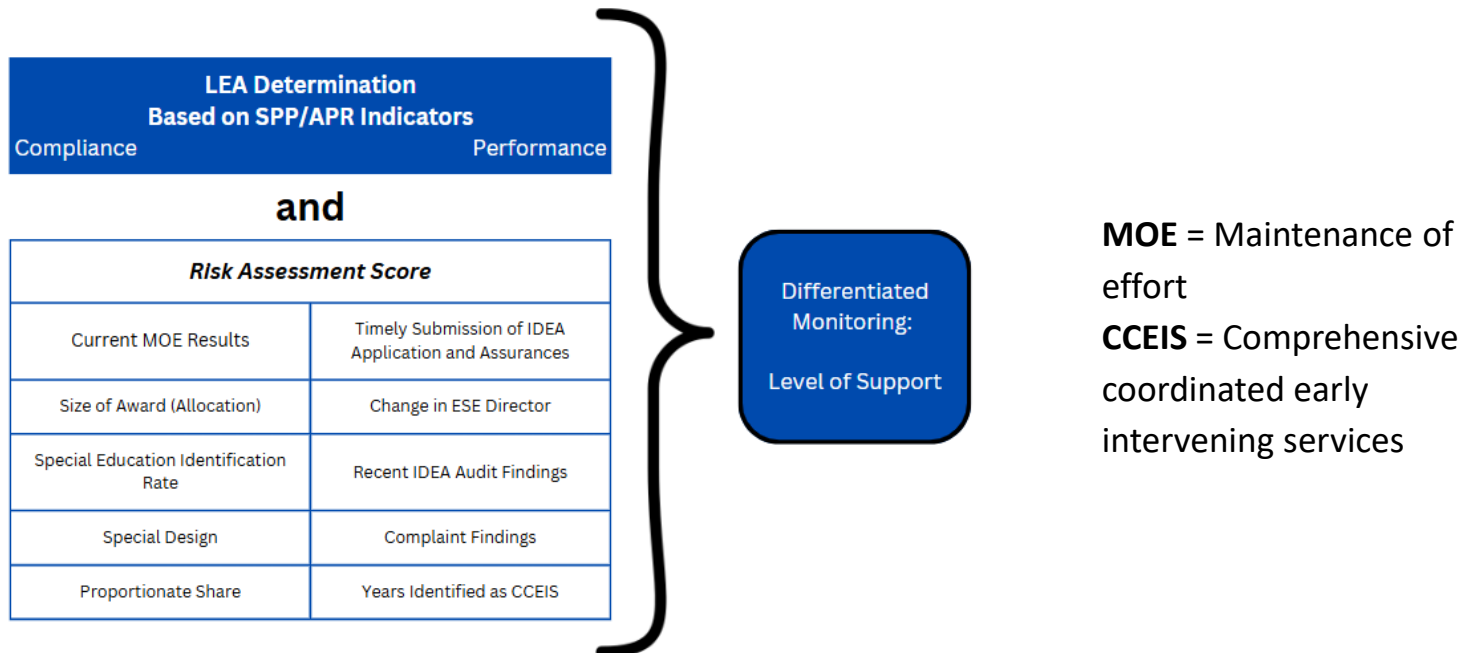 LEA Determination
Based on SPP/APR Indicators
Compliance Performance
and
RIsk Assessment Score
Current MOE Results
Timely Submission of IDEA
Application and Assurances
Size of Award (Allocation)
Change in ESE Director
Special Education Identification
Rate
Recent IDEA Audit Findings
Special Design
Complaint Findings
Proportionate Share
Years Identified as CCEIS
Differentiated
Monitoring:
Level of Support
MOE = Maintenance of
effort
CCEIS = Comprehensive
coordinated early
intervening services